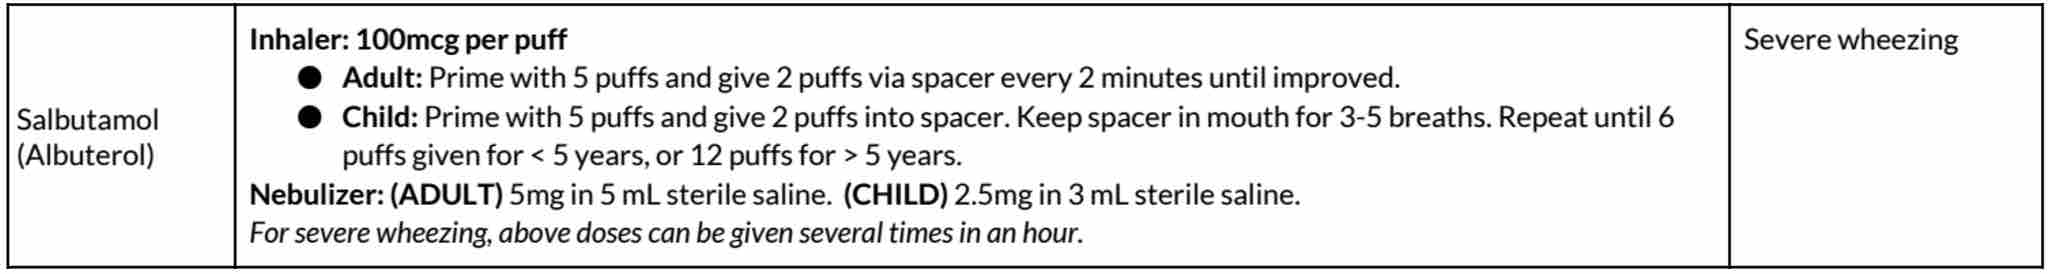 Salbutamol
(Albuterol)
Inhaler: 100mcg per puff
● Adult: Prime with 5 puffs and give 2 puffs via spacer every 2 minutes until improved.
● Child: Prime with 5 puffs and give 2 puffs into spacer. Keep spacer in mouth for 3-5 breaths. Repeat until 6
puffs given for < 5 years, or 12 puffs for > 5 years.
Nebulizer: (ADULT) 5mg in 5 mL sterile saline. (CHILD) 2.5mg in 3 mL sterile saline.
For severe wheezing, above doses can be given several times in an hour.
Severe wheezing